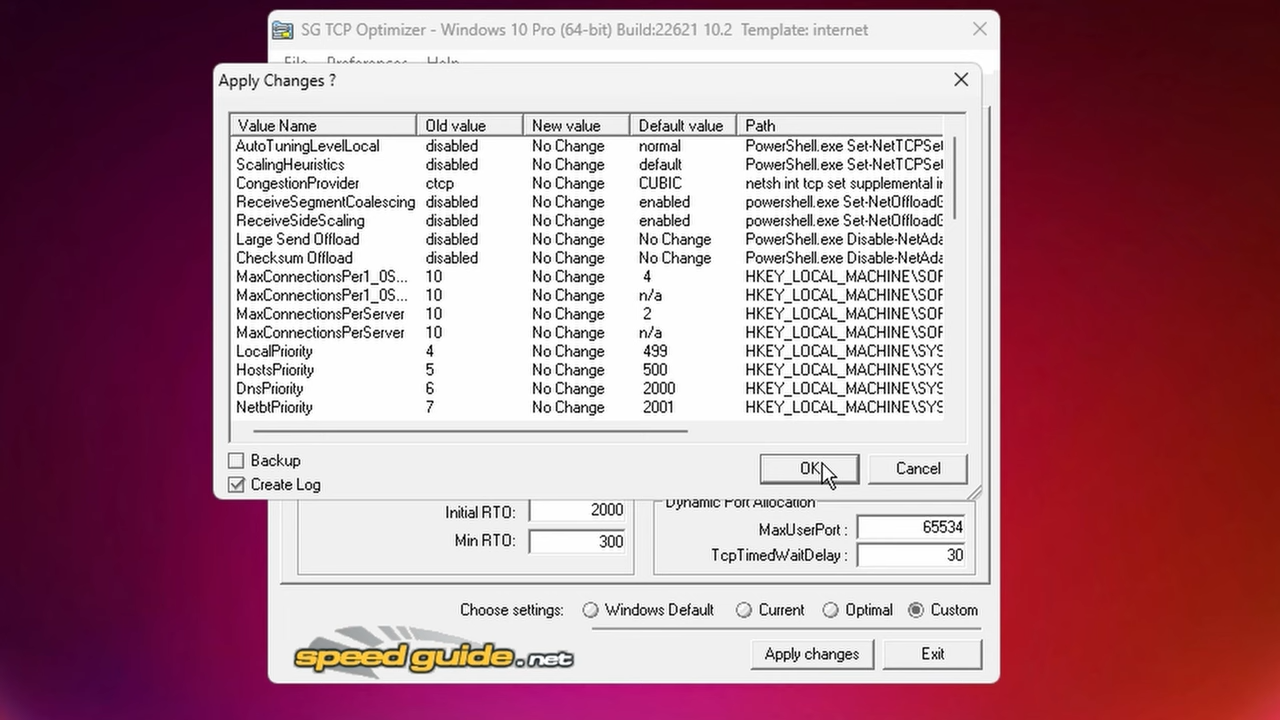 SG TCP Optimizer - Windows 10 Pro (64-bit) Build:22621 10.2 Template: internet
File Preferences Help
Apply Changes ?
Value Name Old value New value Default value Path
AutoTuningLevelLocal disabled No Change normal PowerShell.exe Set-NetTCPSet
ScalingHeuristics disabled No Change default PowerShell.exe Set-NetTCPSet
CongestionProvider ctcp No Change CUBIC netsh int tcp set supplemental in
ReceiveSegmentCoalescing disabled No Change enabled powershell.exe Set-NetOffloadG
ReceiveSideScaling disabled No Change enabled powershell.exe Set-NetOffloadG
Large Send Offload disabled No Change No Change PowerShell.exe Disable-NetAda
Checksum Offload disabled No Change No Change PowerShell.exe Disable-NetAda
MaxConnectionsPer1_0S... 10 No Change 4 HKEY_LOCAL_MACHINE\SOF
MaxConnectionsPer1_0S... 10 No Change n/a HKEY_LOCAL_MACHINE\SOF
MaxConnectionsPerServer 10 No Change 2 HKEY_LOCAL_MACHINE\SOF
MaxConnectionsPerServer 10 No Change n/a HKEY_LOCAL_MACHINE\SOF
LocalPriority 4 No Change 499 HKEY_LOCAL_MACHINE\SYS
HostsPriority 5 No Change 500 HKEY_LOCAL_MACHINE\SYS
DnsPriority 6 No Change 2000 HKEY_LOCAL_MACHINE\SYS
NetbtPriority 7 No Change 2001 HKEY_LOCAL_MACHINE\SYS
Backup
Create Log
OK Cancel
Initial RTO: 2000
Min RTO: 300
Dynamic Port Allocation
MaxUserPort : 65534
TcpTimedWaitDelay : 30
Choose settings: Windows Default Current Optimal Custom
speedguide.net
Apply changes Exit